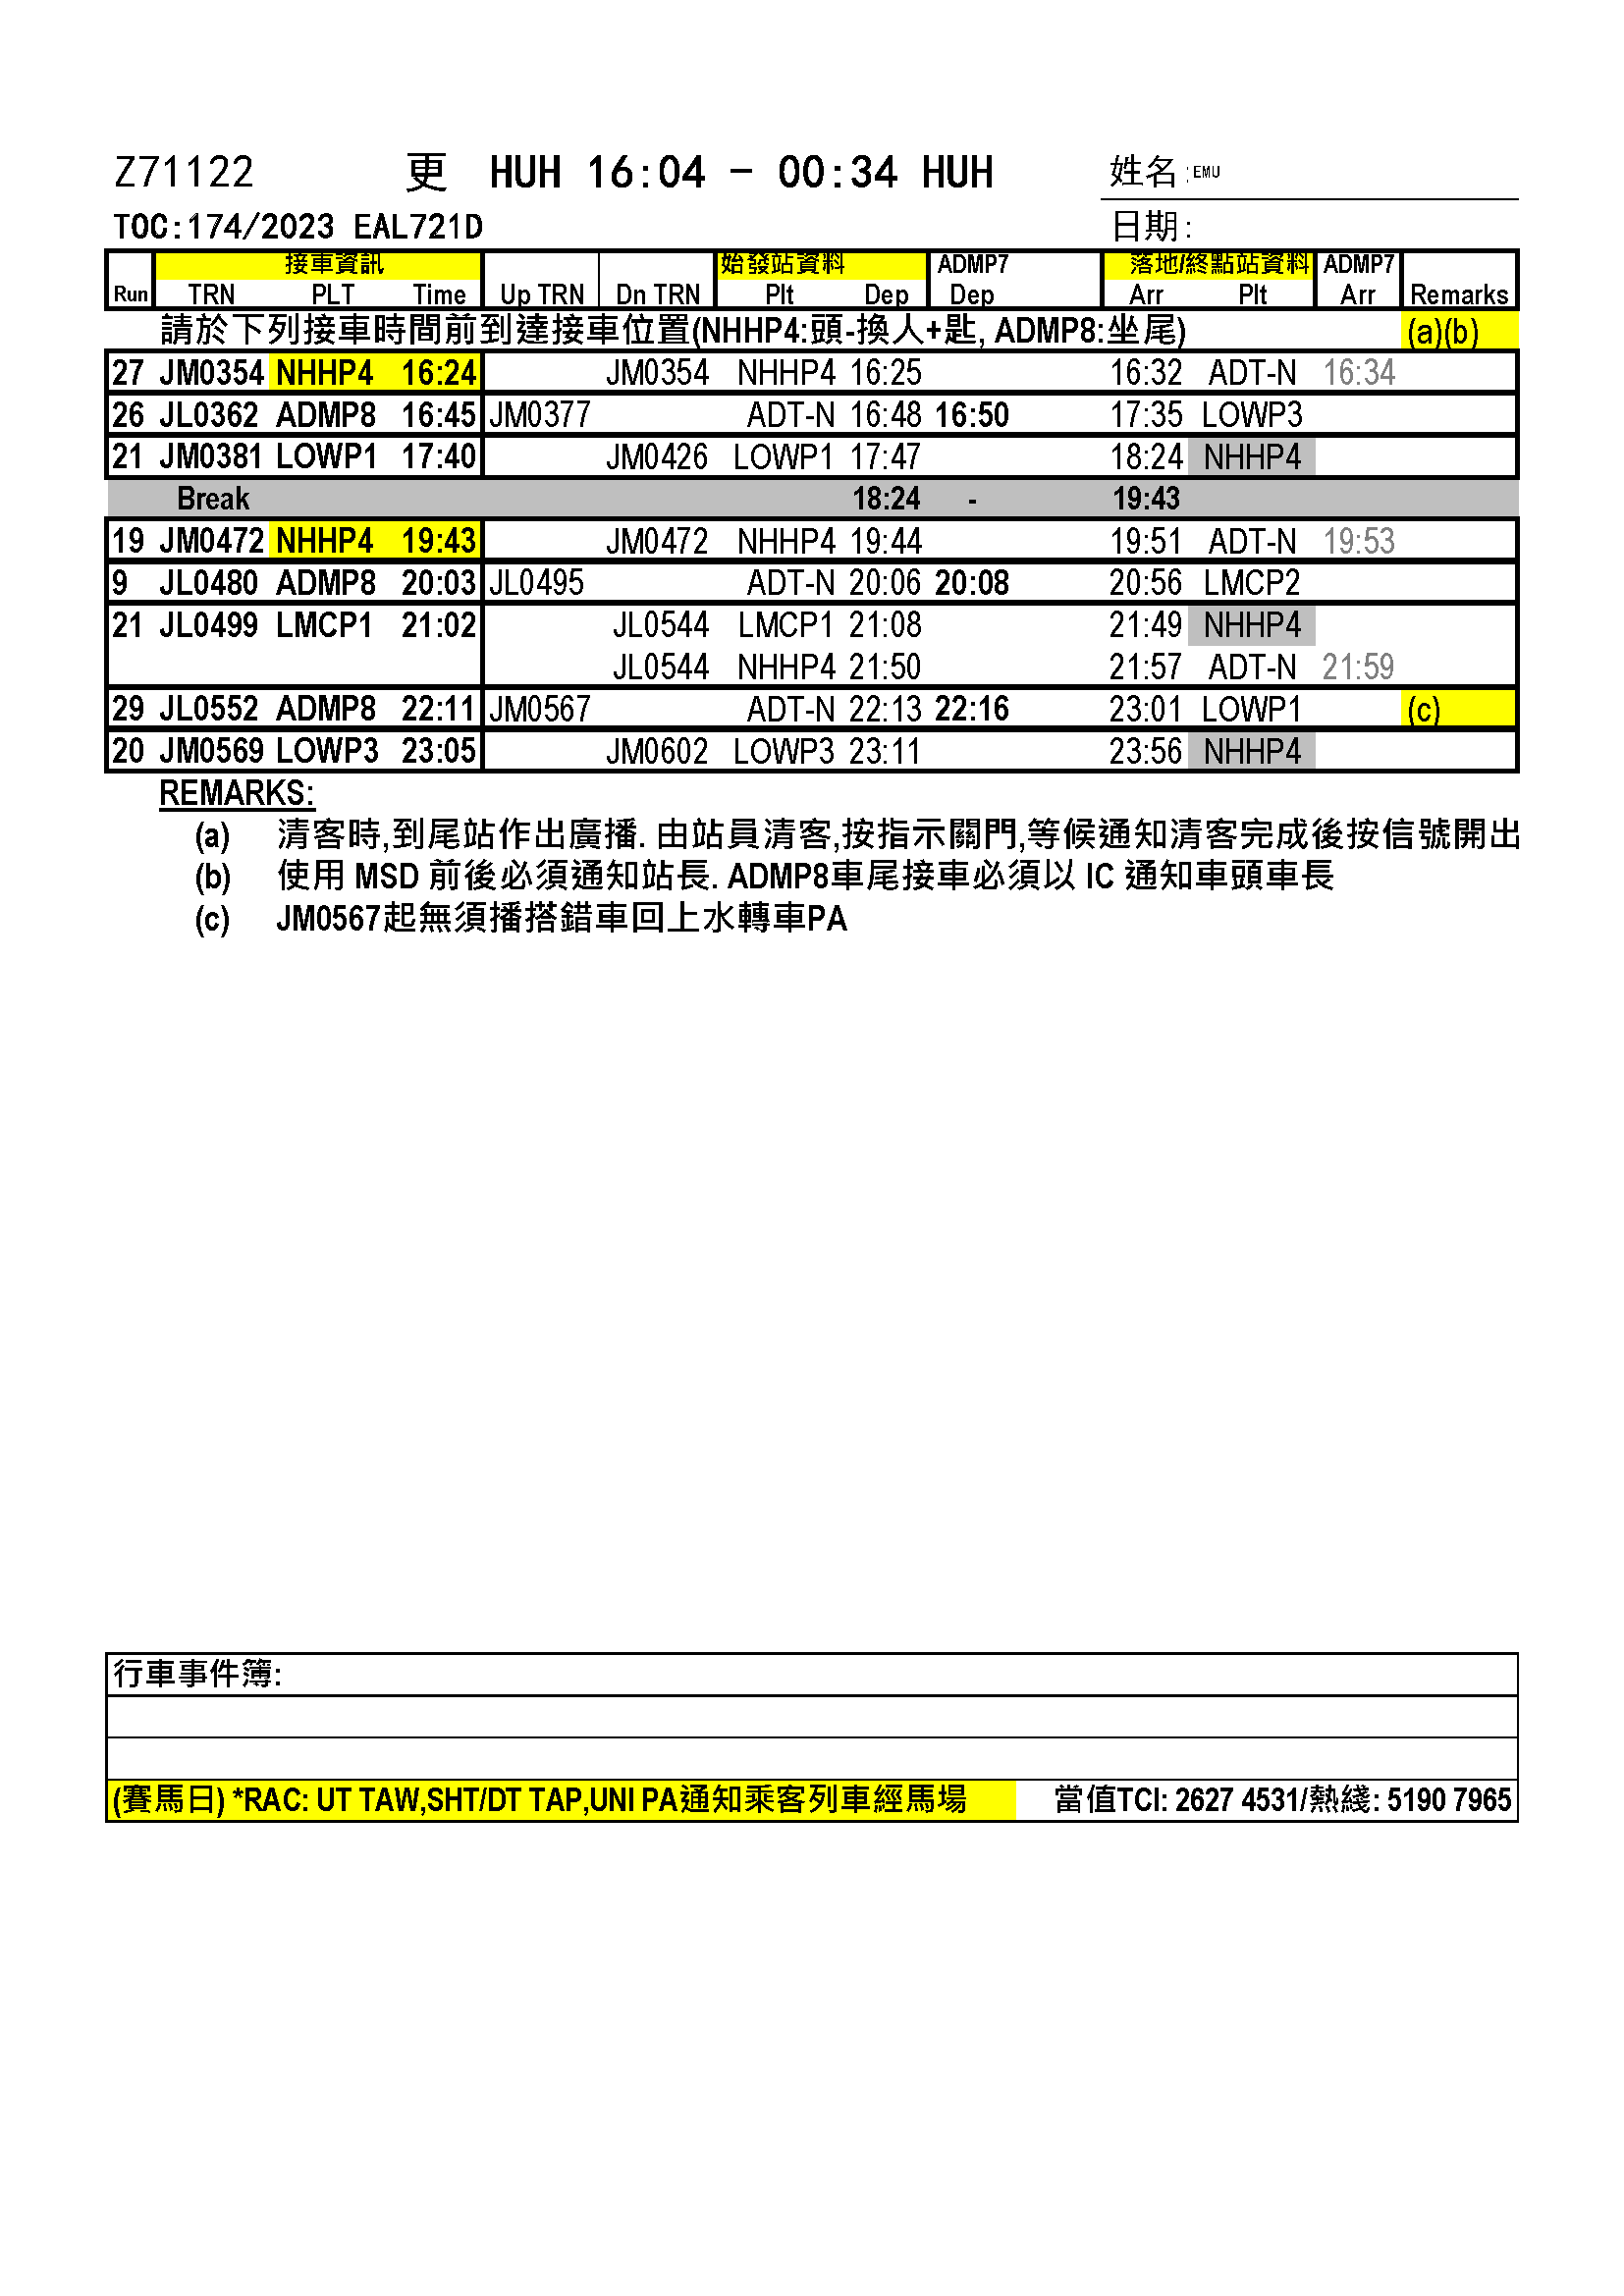 Z71122 更 HUH 16:04 - 00:34 HUH 姓名:EMU
TOC:174/2023 EAL721D 日期:
接車資訊 始發站資料 ADMP7 落地/終點站資料 ADMP7
Run TRN PLT Time Up TRN Dn TRN Plt Dep Dep Arr Plt Arr Remarks
請於下列接車時間前到達接車位置(NHHP4:頭-換人+匙, ADMP8:坐尾) (a)(b)
27 JM0354 NHHP4 16:24 JM0354 NHHP4 16:25 16:32 ADT-N 16:34
26 JL0362 ADMP8 16:45 JM0377 ADT-N 16:48 16:50 17:35 LOWP3
21 JM0381 LOWP1 17:40 JM0426 LOWP1 17:47 18:24 NHHP4
Break 18:24 - 19:43
19 JM0472 NHHP4 19:43 JM0472 NHHP4 19:44 19:51 ADT-N 19:53
9 JL0480 ADMP8 20:03 JL0495 ADT-N 20:06 20:08 20:56 LMCP2
21 JL0499 LMCP1 21:02 JL0544 LMCP1 21:08 21:49 NHHP4
JL0544 NHHP4 21:50 21:57 ADT-N 21:59
29 JL0552 ADMP8 22:11 JM0567 ADT-N 22:13 22:16 23:01 LOWP1 (c)
20 JM0569 LOWP3 23:05 JM0602 LOWP3 23:11 23:56 NHHP4
REMARKS:
(a) 清客時,到尾站作出廣播. 由站員清客,按指示關門,等候通知清客完成後按信號開出
(b) 使用 MSD 前後必須通知站長. ADMP8車尾接車必須以 IC 通知車頭車長
(c) JM0567起無須播搭錯車回上水轉車PA
行車事件簿:
(賽馬日) *RAC: UT TAW,SHT/DT TAP,UNI PA通知乘客列車經馬場 當值TCI: 2627 4531/熱綫: 5190 7965